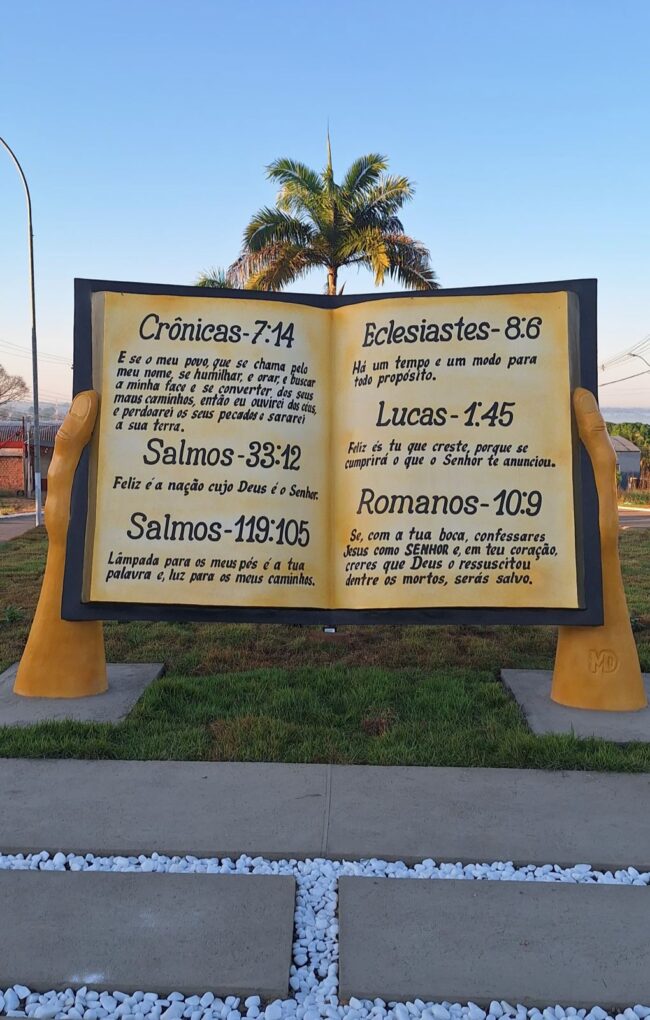 Crônicas-7:14
E se o meu povo, que se chama pelo
meu nome, se humilhar, e orar, e buscar
a minha face e se converter dos seus
maus caminhos, então eu ouvirei dos céus,
e perdoarei os seus pecados e sararei
a sua terra.
Salmos-33:12
Feliz é a nação cujo Deus é o Senhor.
Salmos-119:105
Lâmpada para os meus pés é a tua
palavra e, luz para os meus caminhos.
Eclesiastes-8:6
Há um tempo e um modo para
todo propósito.
Lucas-1:45
Feliz és tu que creste, porque se
cumprirá o que o Senhor te anunciou.
Romanos-10:9
Se, com a tua boca, confessares
Jesus como SENHOR e, em teu coração,
creres que Deus o ressuscitou
dentre os mortos, serás salvo.
MD